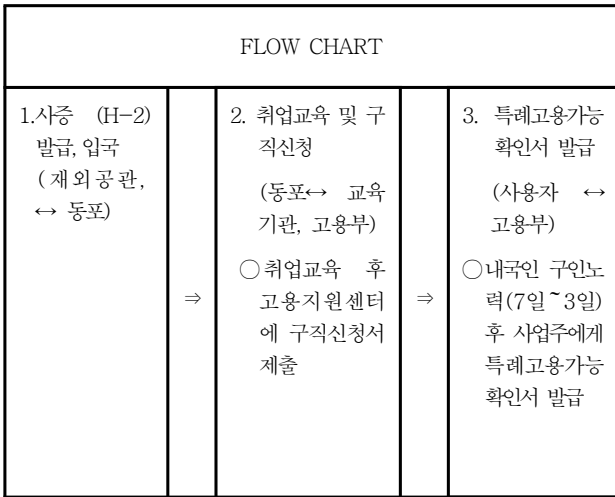 FLOW CHART
1.사증 (H-2)
발급, 입국
(재외공관,
↔ 동포)
⇒
2. 취업교육 및 구
직신청
(동포↔ 교육
기관, 고용부)
○취업교육 후
고용지원센터
에 구직신청서
제출
⇒
3. 특례고용가능
확인서 발급
(사용자 ↔
고용부)
○내국인 구인노
력(7일~3일)
후 사업주에게
특례고용가능
확인서 발급